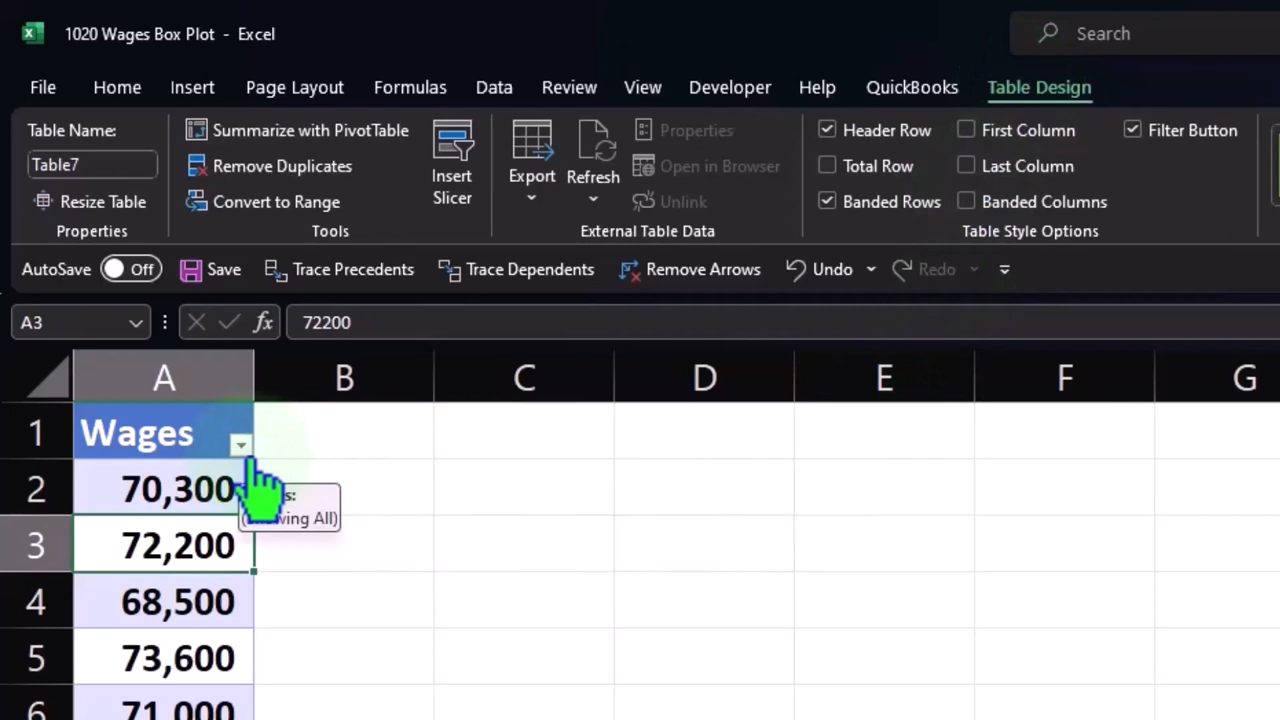 1020 Wages Box Plot - Excel
Search
File Home Insert Page Layout Formulas Data Review View Developer Help QuickBooks Table Design
Table Name:
Table7
Resize Table
Properties
Summarize with PivotTable
Remove Duplicates
Convert to Range
Tools
Insert
Slicer
Export
Refresh
Properties
Open in Browser
Unlink
External Table Data
Header Row
Total Row
Banded Rows
First Column
Last Column
Banded Columns
Filter Button
Table Style Options
AutoSave Off Save Trace Precedents Trace Dependents Remove Arrows Undo Redo
A3 fx 72200
A B C D E F G
1 Wages
2 70,300
3 72,200
4 68,500
5 73,600
6 71,000
All)